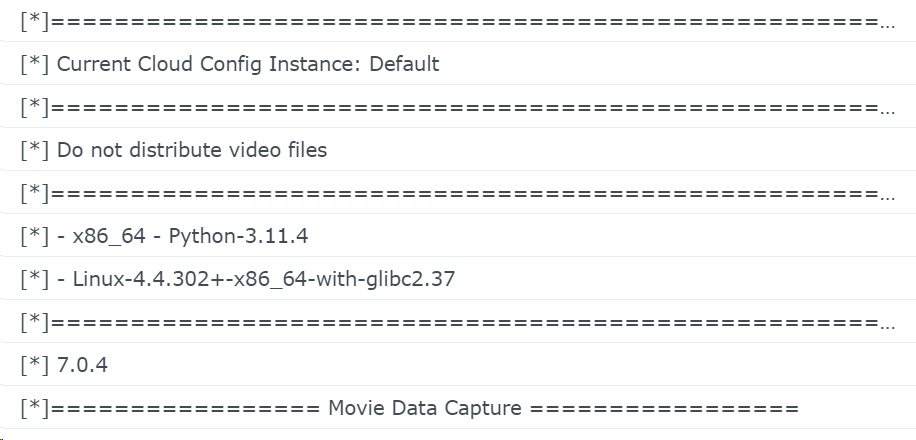 [*]====================================================...
[*] Current Cloud Config Instance: Default
[*]====================================================...
[*] Do not distribute video files
[*]====================================================...
[*] - x86_64 - Python-3.11.4
[*] - Linux-4.4.302+-x86_64-with-glibc2.37
[*]====================================================...
[*] 7.0.4
[*]================= Movie Data Capture =================